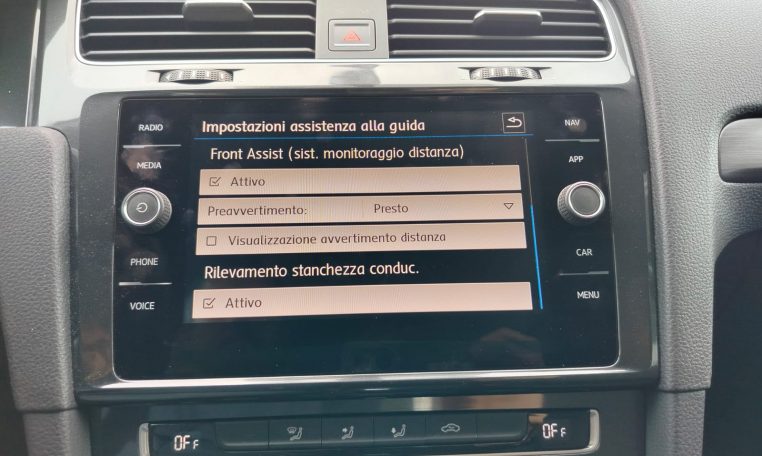 RADIO
MEDIA
PHONE
VOICE
Impostazioni assistenza alla guida
Front Assist (sist. monitoraggio distanza)
Attivo
Preavvertimento: Presto
Visualizzazione avvertimento distanza
Rilevamento stanchezza conduc.
Attivo
NAV
APP
CAR
MENU
OFF
OFF